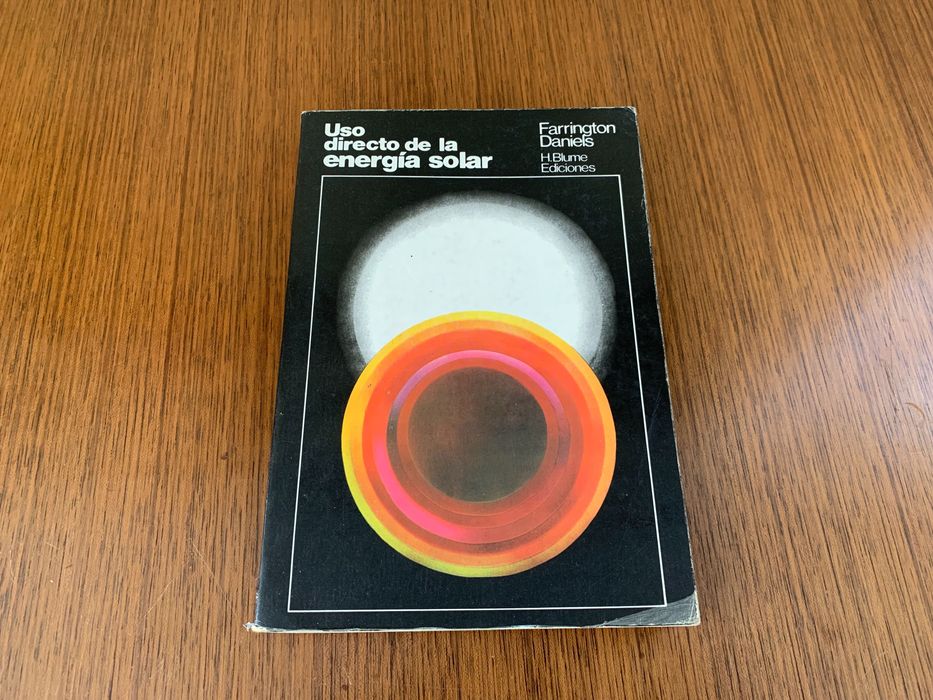 Uso
directo de la
energía solar
Farrington
Daniels
H. Blume
Ediciones